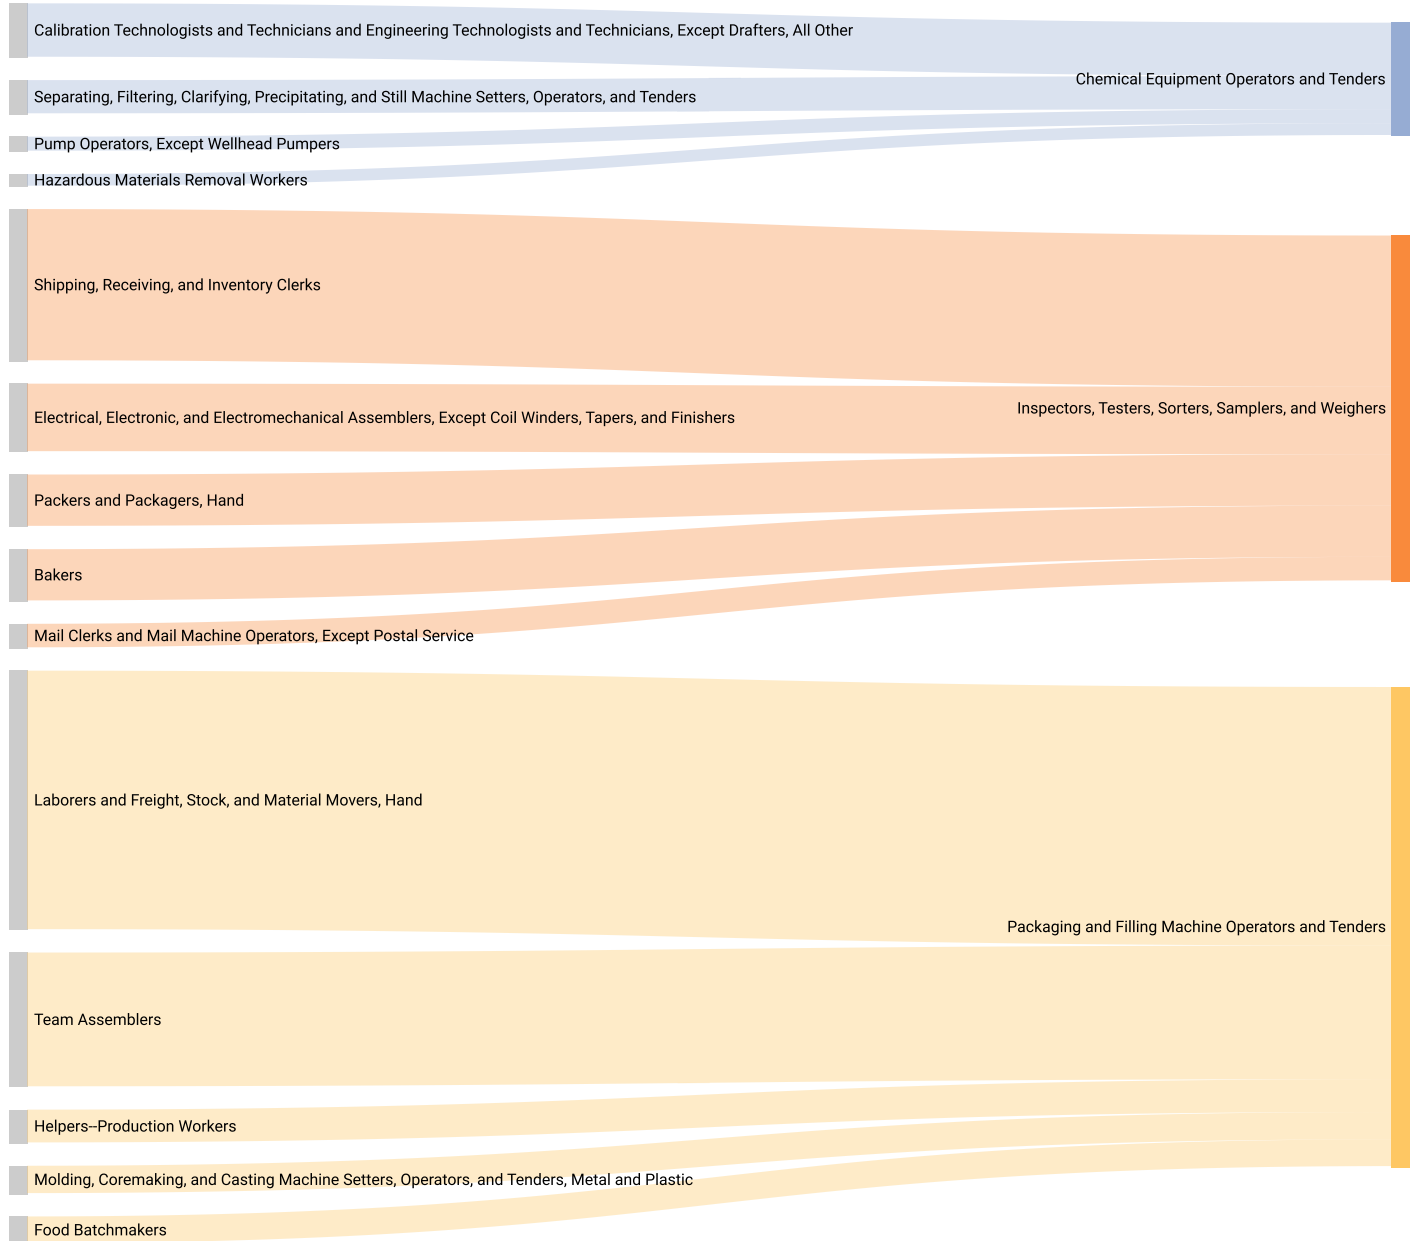 Calibration Technologists and Technicians and Engineering Technologists and Technicians, Except Drafters, All Other
Chemical Equipment Operators and Tenders
Separating, Filtering, Clarifying, Precipitating, and Still Machine Setters, Operators, and Tenders
Pump Operators, Except Wellhead Pumpers
Hazardous Materials Removal Workers
Shipping, Receiving, and Inventory Clerks
Inspectors, Testers, Sorters, Samplers, and Weighers
Electrical, Electronic, and Electromechanical Assemblers, Except Coil Winders, Tapers, and Finishers
Packers and Packagers, Hand
Bakers
Mail Clerks and Mail Machine Operators, Except Postal Service
Laborers and Freight, Stock, and Material Movers, Hand
Packaging and Filling Machine Operators and Tenders
Team Assemblers
Helpers--Production Workers
Molding, Coremaking, and Casting Machine Setters, Operators, and Tenders, Metal and Plastic
Food Batchmakers